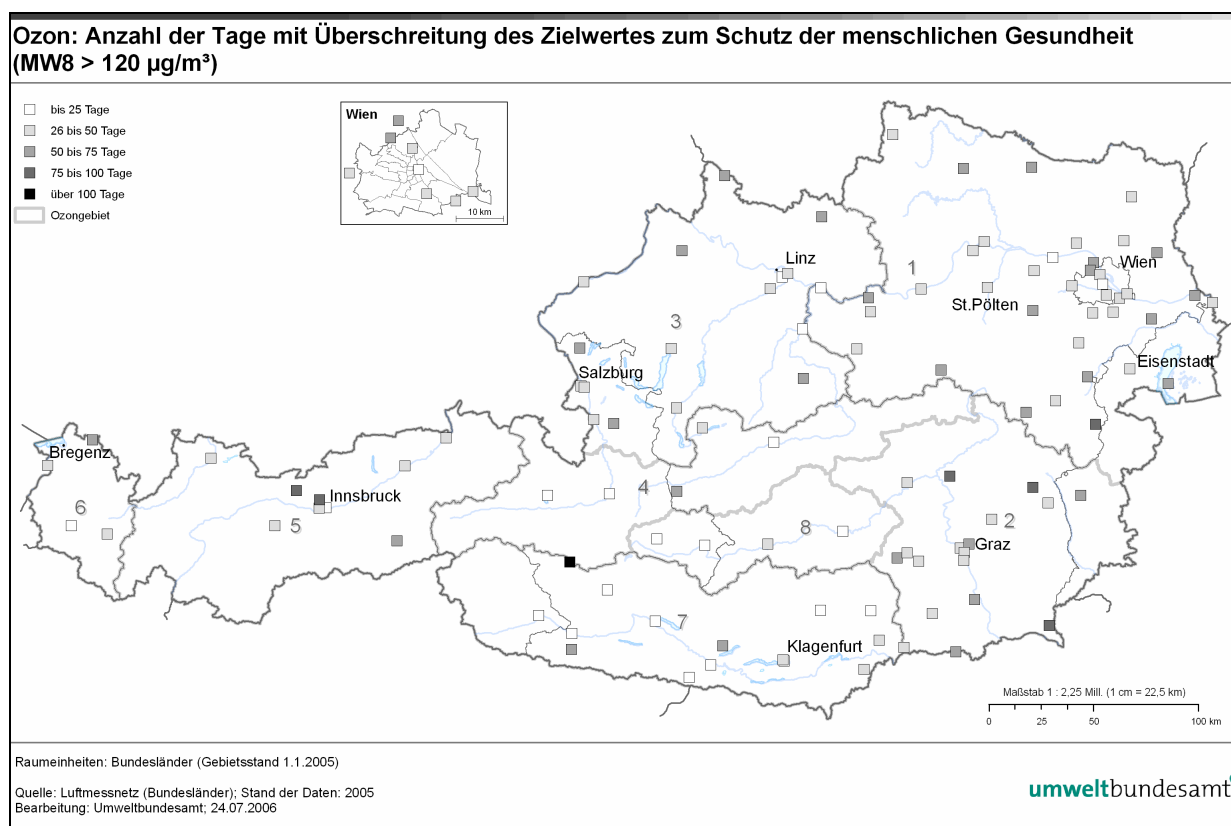 Ozon: Anzahl der Tage mit Überschreitung des Zielwertes zum Schutz der menschlichen Gesundheit
(MW8 > 120 µg/m³)
bis 25 Tage
26 bis 50 Tage
50 bis 75 Tage
75 bis 100 Tage
über 100 Tage
Ozongebiet
Wien
10 km
Linz
1
Wien
St.Pölten
3
Salzburg
Eisenstadt
Bregenz
Innsbruck
4
6
5
8
2
Graz
7
Klagenfurt
Maßstab 1 : 2,25 Mill. (1 cm = 22,5 km)
0 25 50 100 km
Raumeinheiten: Bundesländer (Gebietsstand 1.1.2005)
Quelle: Luftmessnetz (Bundesländer); Stand der Daten: 2005
Bearbeitung: Umweltbundesamt; 24.07.2006
umweltbundesamt